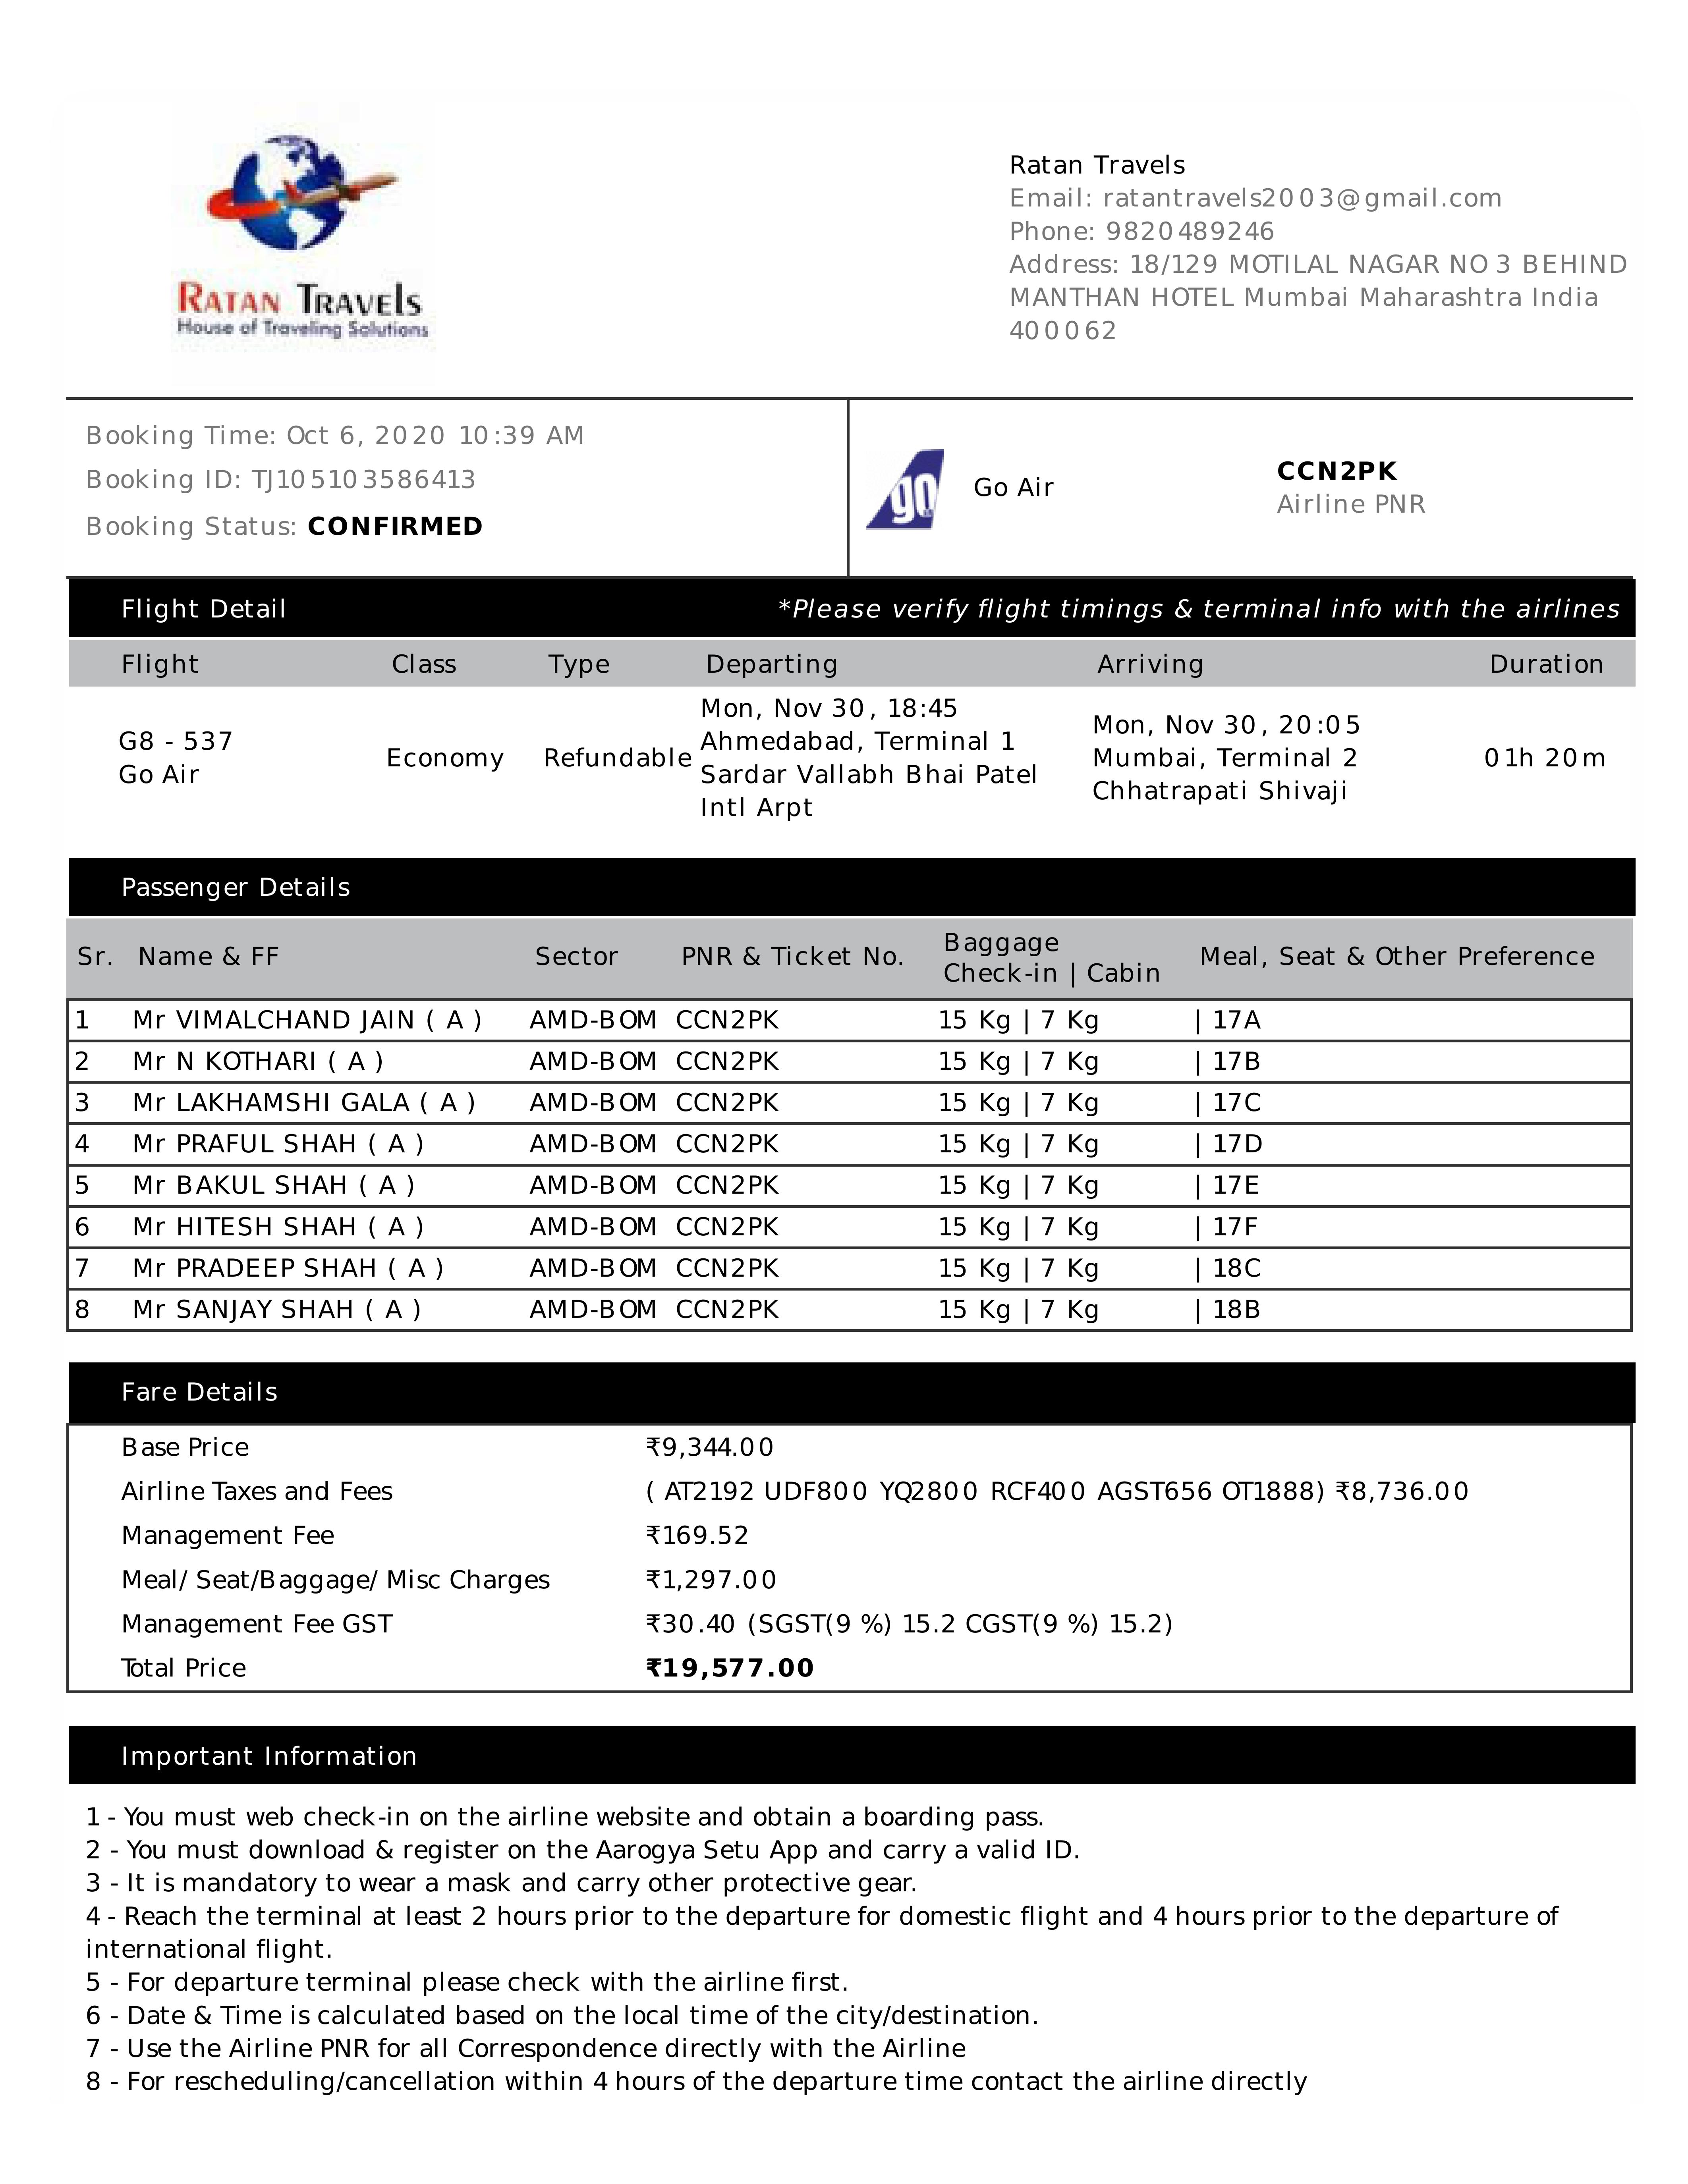 RATAN TRAVELS
House of Traveling Solutions
Ratan Travels
Email: ratantravels2003@gmail.com
Phone: 9820489246
Address: 18/129 MOTILAL NAGAR NO 3 BEHIND
MANTHAN HOTEL Mumbai Maharashtra India
400062
Booking Time: Oct 6, 2020 10:39 AM
Booking ID: TJ105103586413
Booking Status: CONFIRMED
go
Go Air
CCN2PK
Airline PNR
Flight Detail *Please verify flight timings & terminal info with the airlines
Flight Class Type Departing Arriving Duration
G8 - 537
Go Air
Economy
Refundable
Mon, Nov 30, 18:45
Ahmedabad, Terminal 1
Sardar Vallabh Bhai Patel
Intl Arpt
Mon, Nov 30, 20:05
Mumbai, Terminal 2
Chhatrapati Shivaji
01h 20m
Passenger Details
Sr. Name & FF Sector PNR & Ticket No. Baggage Check-in | Cabin Meal, Seat & Other Preference
1 Mr VIMALCHAND JAIN ( A ) AMD-BOM CCN2PK 15 Kg | 7 Kg | 17A
2 Mr N KOTHARI ( A ) AMD-BOM CCN2PK 15 Kg | 7 Kg | 17B
3 Mr LAKHAMSHI GALA ( A ) AMD-BOM CCN2PK 15 Kg | 7 Kg | 17C
4 Mr PRAFUL SHAH ( A ) AMD-BOM CCN2PK 15 Kg | 7 Kg | 17D
5 Mr BAKUL SHAH ( A ) AMD-BOM CCN2PK 15 Kg | 7 Kg | 17E
6 Mr HITESH SHAH ( A ) AMD-BOM CCN2PK 15 Kg | 7 Kg | 17F
7 Mr PRADEEP SHAH ( A ) AMD-BOM CCN2PK 15 Kg | 7 Kg | 18C
8 Mr SANJAY SHAH ( A ) AMD-BOM CCN2PK 15 Kg | 7 Kg | 18B
Fare Details
Base Price ₹9,344.00
Airline Taxes and Fees ( AT2192 UDF800 YQ2800 RCF400 AGST656 OT1888) ₹8,736.00
Management Fee ₹169.52
Meal/ Seat/Baggage/ Misc Charges ₹1,297.00
Management Fee GST ₹30.40 (SGST(9 %) 15.2 CGST(9 %) 15.2)
Total Price ₹19,577.00
Important Information
1 - You must web check-in on the airline website and obtain a boarding pass.
2 - You must download & register on the Aarogya Setu App and carry a valid ID.
3 - It is mandatory to wear a mask and carry other protective gear.
4 - Reach the terminal at least 2 hours prior to the departure for domestic flight and 4 hours prior to the departure of
international flight.
5 - For departure terminal please check with the airline first.
6 - Date & Time is calculated based on the local time of the city/destination.
7 - Use the Airline PNR for all Correspondence directly with the Airline
8 - For rescheduling/cancellation within 4 hours of the departure time contact the airline directly